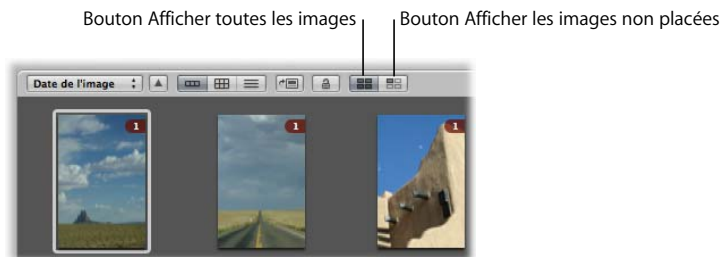 Bouton Afficher toutes les images
Bouton Afficher les images non placées
Date de l'image
1
1
1